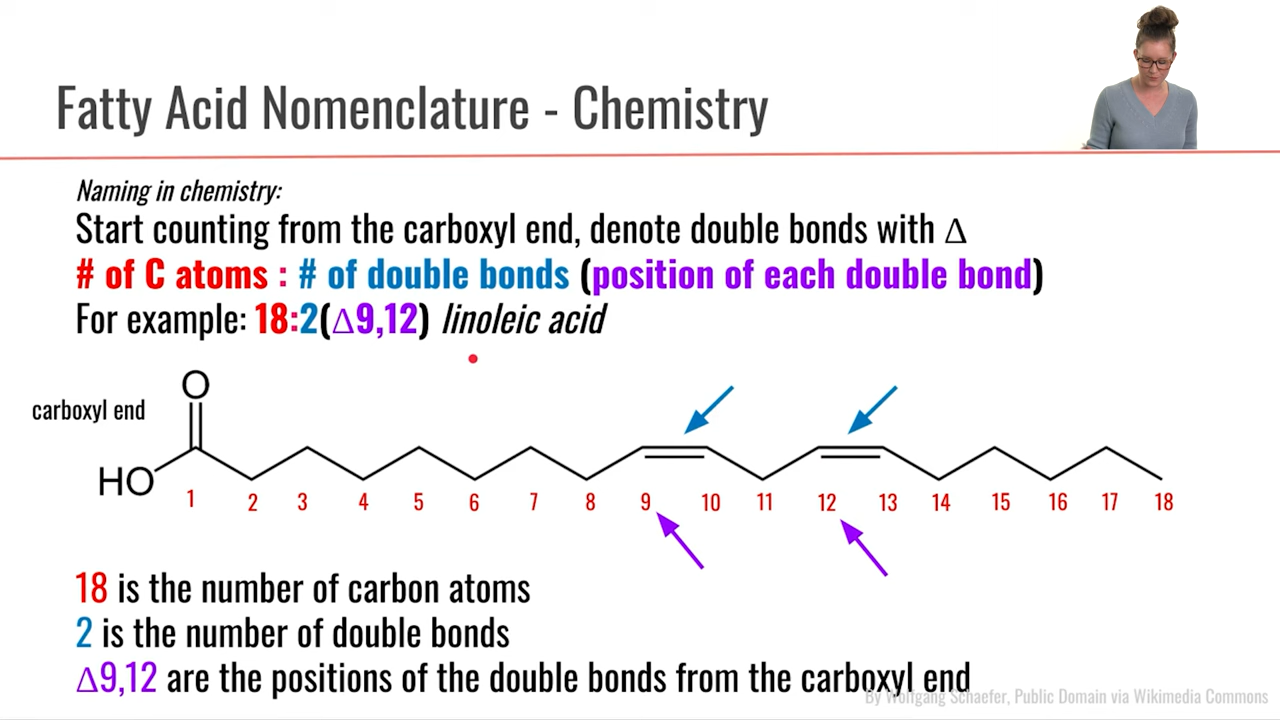 Fatty Acid Nomenclature - Chemistry
Naming in chemistry:
Start counting from the carboxyl end, denote double bonds with Δ
# of C atoms : # of double bonds (position of each double bond)
For example: 18:2(Δ9,12) linoleic acid
O
carboxyl end
HO
1 2 3 4 5 6 7 8 9 10 11 12 13 14 15 16 17 18
18 is the number of carbon atoms
2 is the number of double bonds
Δ9,12 are the positions of the double bonds from the carboxyl end
By Wolfgang Schaefer, Public Domain via Wikimedia Commons